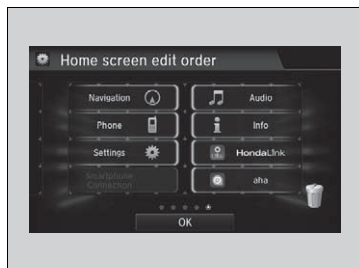 Home screen edit order
Navigation
Audio
Phone
Info
Settings
HondaLink
Smartphone
Connection
aha
OK